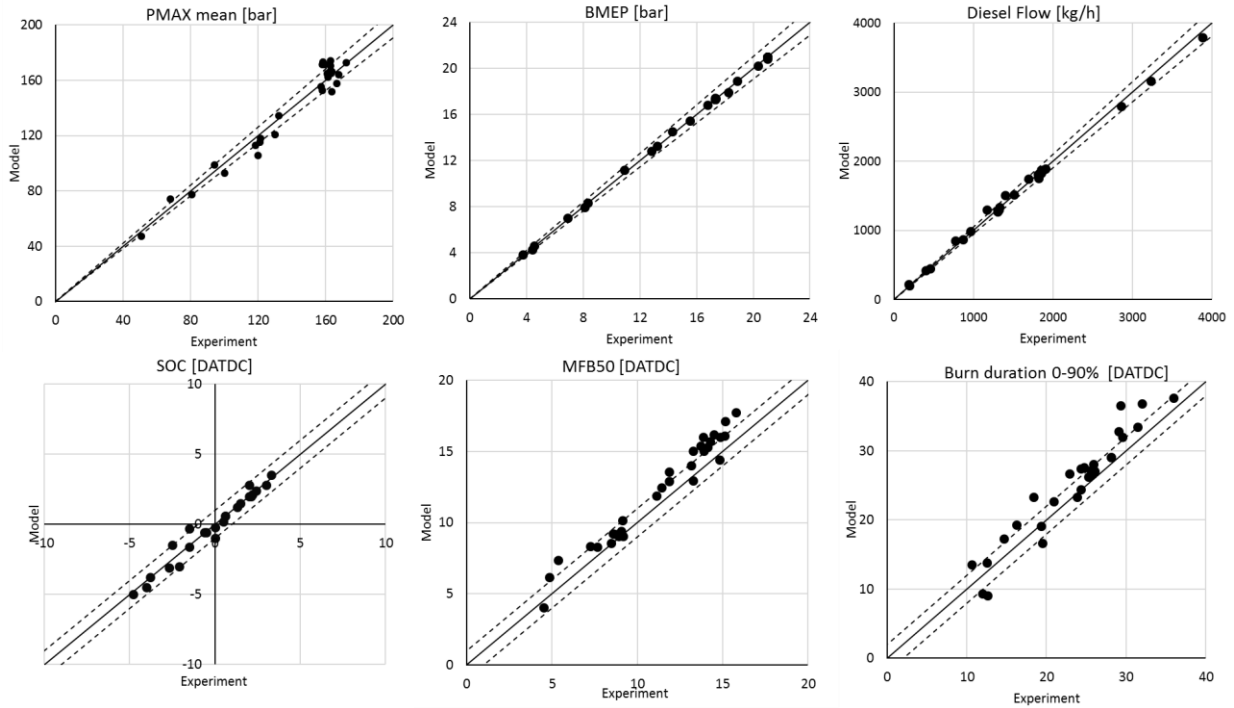 PMAX mean [bar]
200
160
120
80
40
0
Model
0 40 80 120 160 200
Experiment
BMEP [bar]
24
20
16
12
8
4
0
Model
0 4 8 12 16 20 24
Experiment
Diesel Flow [kg/h]
4000
3000
2000
1000
0
Model
0 1000 2000 3000 4000
Experiment
SOC [DATDC]
10
5
0
-5
-10
Model
-10 -5 0 5 10
Experiment
MFB50 [DATDC]
20
15
10
5
0
Model
0 5 10 15 20
Experiment
Burn duration 0-90% [DATDC]
40
30
20
10
0
Model
0 10 20 30 40
Experiment